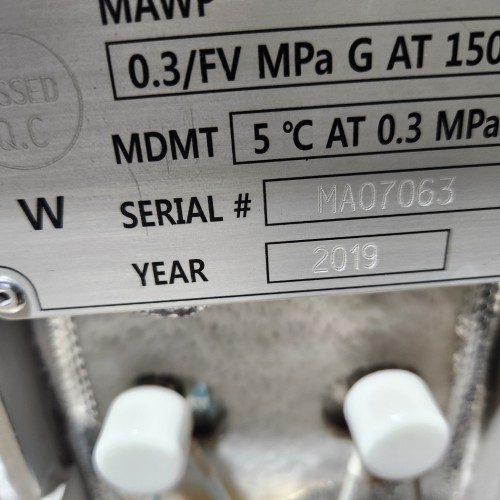 MAWP
0.3/FV MPa G AT 150
MDMT 5 °C AT 0.3 MPa
W SERIAL # MA07063
YEAR 2019